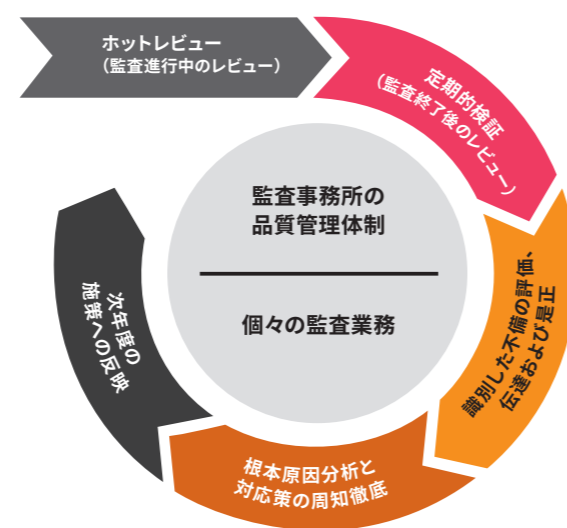 ホットレビュー
（監査進行中のレビュー）
定期的検証
（監査終了後のレビュー）
識別した不備の評価、
伝達および是正
根本原因分析と
対応策の周知徹底
次年度の
施策への反映
監査事務所の
品質管理体制
個々の監査業務